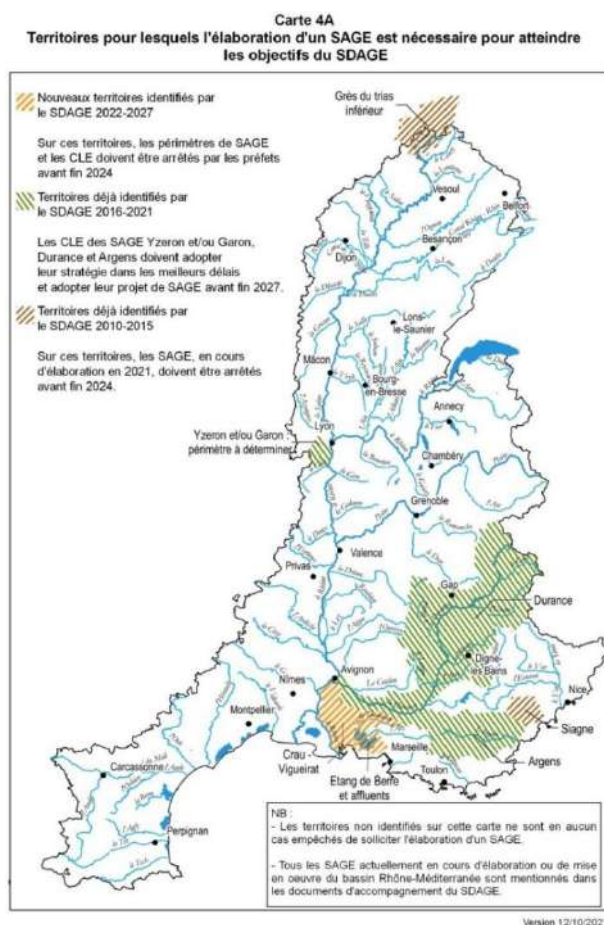 Carte 4A
Territoires pour lesquels l'élaboration d'un SAGE est nécessaire pour atteindre
les objectifs du SDAGE
Nouveaux territoires identifiés par
le SDAGE 2022-2027
Sur ces territoires, les périmètres de SAGE
et les CLE doivent être arrêtés par les préfets
avant fin 2024
Territoires déjà identifiés par
le SDAGE 2016-2021
Les CLE des SAGE Yzeron et/ou Garon,
Durance et Argens doivent adopter
leur stratégie dans les meilleurs délais
et adopter leur projet de SAGE avant fin 2027.
Territoires déjà identifiés par
le SDAGE 2010-2015
Sur ces territoires, les SAGE, en cours
d'élaboration en 2021, doivent être arrêtés
avant fin 2024.
Grès du trias
inférieur
Vesoul
Belfort
Dijon
Besançon
Lons-
le-Saunier
Mâcon
Bourg-
en-Bresse
Annecy
Lyon
Yzeron et/ou Garon :
périmètre à déterminer
Chambéry
Grenoble
Valence
Privas
Gap
Durance
Digne-
les-Bains
Avignon
Nîmes
Nice
Montpellier
Siagne
Crau -
Vigueirat
Marseille
Argens
Etang de Berre
et affluents
Toulon
Carcassonne
Perpignan
NB :
- Les territoires non identifiés sur cette carte ne sont en aucun
cas empêchés de solliciter l'élaboration d'un SAGE.
- Tous les SAGE actuellement en cours d'élaboration ou de mise
en oeuvre du bassin Rhône-Méditerranée sont mentionnés dans
les documents d'accompagnement du SDAGE.
Version 12/10/202